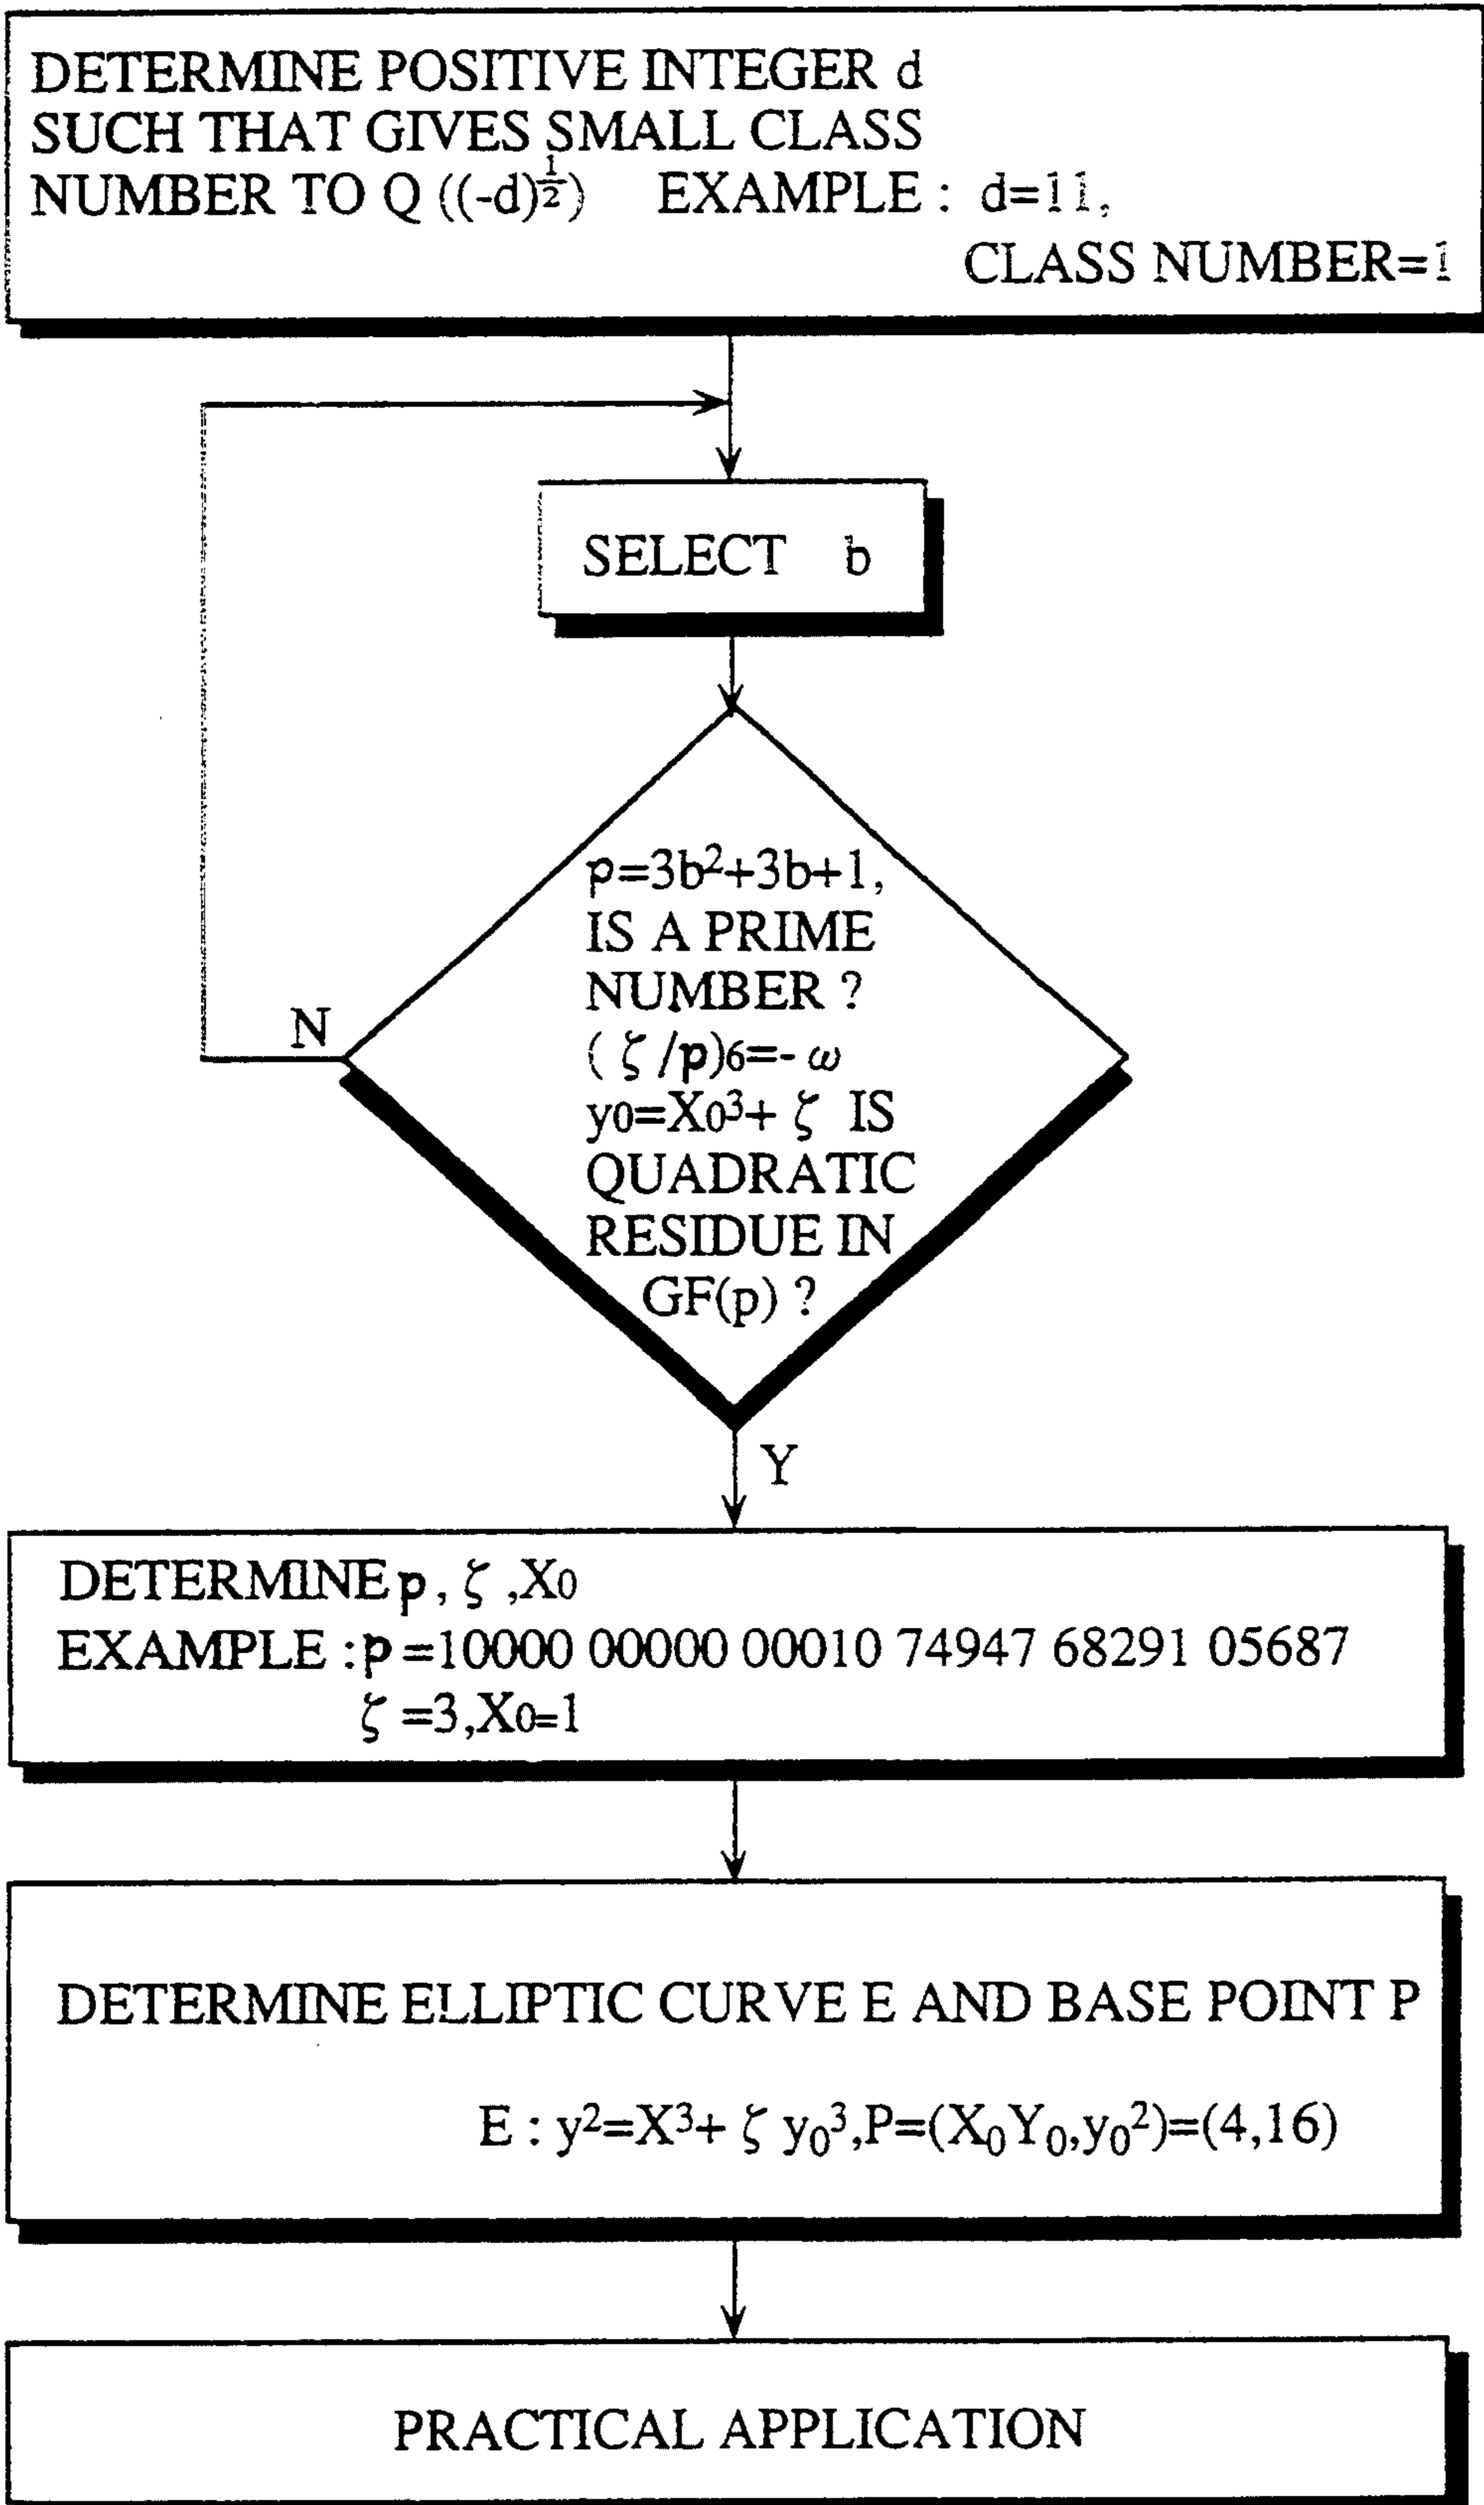 DETERMINE POSITIVE INTEGER d
SUCH THAT GIVES SMALL CLASS
NUMBER TO Q ((-d)^{1/2}) EXAMPLE : d=11,
CLASS NUMBER=1
SELECT b
p=3b²+3b+1,
IS A PRIME
NUMBER ?
N
( ζ /p)₆=- ω
y₀=X₀³+ ζ IS
QUADRATIC
RESIDUE IN
GF(p) ?
Y
DETERMINE p, ζ ,X₀
EXAMPLE :p =10000 00000 00010 74947 68291 05687
ζ =3,X₀=1
DETERMINE ELLIPTIC CURVE E AND BASE POINT P
E : y²=X³+ ζ y₀³,P=(X₀Y₀,y₀²)=(4,16)
PRACTICAL APPLICATION